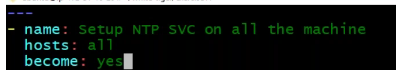 ---
- name: Setup NTP SVC on all the machine
hosts: all
become: yes